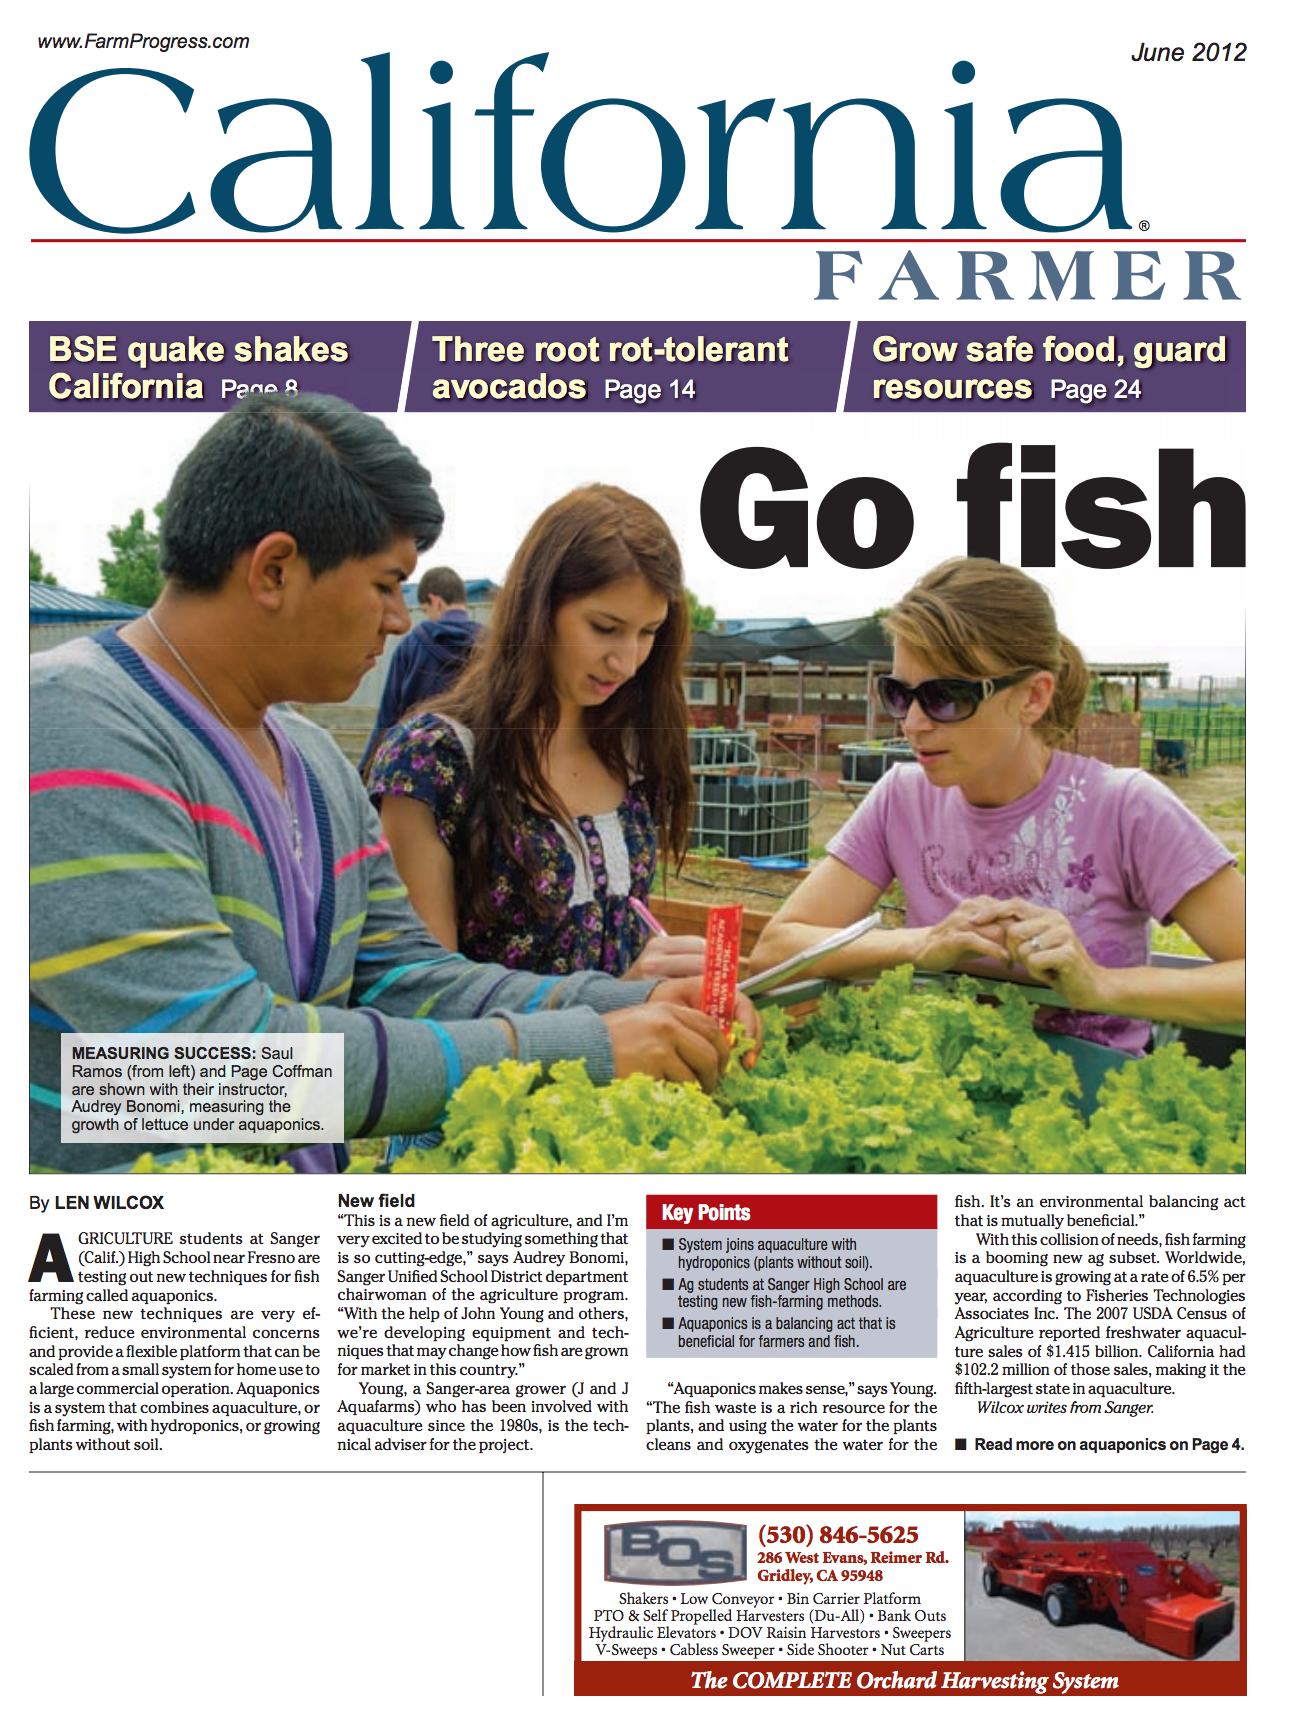 www.FarmProgress.com
June 2012
California®
FARMER
BSE quake shakes
California Page 8
Three root rot-tolerant
avocados Page 14
Grow safe food, guard
resources Page 24
Go fish
MEASURING SUCCESS: Saul
Ramos (from left) and Page Coffman
are shown with their instructor,
Audrey Bonomi, measuring the
growth of lettuce under aquaponics.
By LEN WILCOX
AGRICULTURE students at Sanger
(Calif.) High School near Fresno are
testing out new techniques for fish
farming called aquaponics.
These new techniques are very ef-
ficient, reduce environmental concerns
and provide a flexible platform that can be
scaled from a small system for home use to
a large commercial operation. Aquaponics
is a system that combines aquaculture, or
fish farming, with hydroponics, or growing
plants without soil.
New field
“This is a new field of agriculture, and I’m
very excited to be studying something that
is so cutting-edge,” says Audrey Bonomi,
Sanger Unified School District department
chairwoman of the agriculture program.
“With the help of John Young and others,
we’re developing equipment and tech-
niques that may change how fish are grown
for market in this country.”
Young, a Sanger-area grower (J and J
Aquafarms) who has been involved with
aquaculture since the 1980s, is the tech-
nical adviser for the project.
Key Points
■ System joins aquaculture with
hydroponics (plants without soil).
■ Ag students at Sanger High School are
testing new fish-farming methods.
■ Aquaponics is a balancing act that is
beneficial for farmers and fish.
“Aquaponics makes sense,” says Young.
“The fish waste is a rich resource for the
plants, and using the water for the plants
cleans and oxygenates the water for the
fish. It’s an environmental balancing act
that is mutually beneficial.”
With this collision of needs, fish farming
is a booming new ag subset. Worldwide,
aquaculture is growing at a rate of 6.5% per
year, according to Fisheries Technologies
Associates Inc. The 2007 USDA Census of
Agriculture reported freshwater aquacul-
ture sales of $1.415 billion. California had
$102.2 million of those sales, making it the
fifth-largest state in aquaculture.
Wilcox writes from Sanger.
■ Read more on aquaponics on Page 4.
BOS
(530) 846-5625
286 West Evans, Reimer Rd.
Gridley, CA 95948
Shakers • Low Conveyor • Bin Carrier Platform
PTO & Self Propelled Harvesters (Du-All) • Bank Outs
Hydraulic Elevators • DOV Raisin Harvestors • Sweepers
V-Sweeps • Cabless Sweeper • Side Shooter • Nut Carts
The COMPLETE Orchard Harvesting System